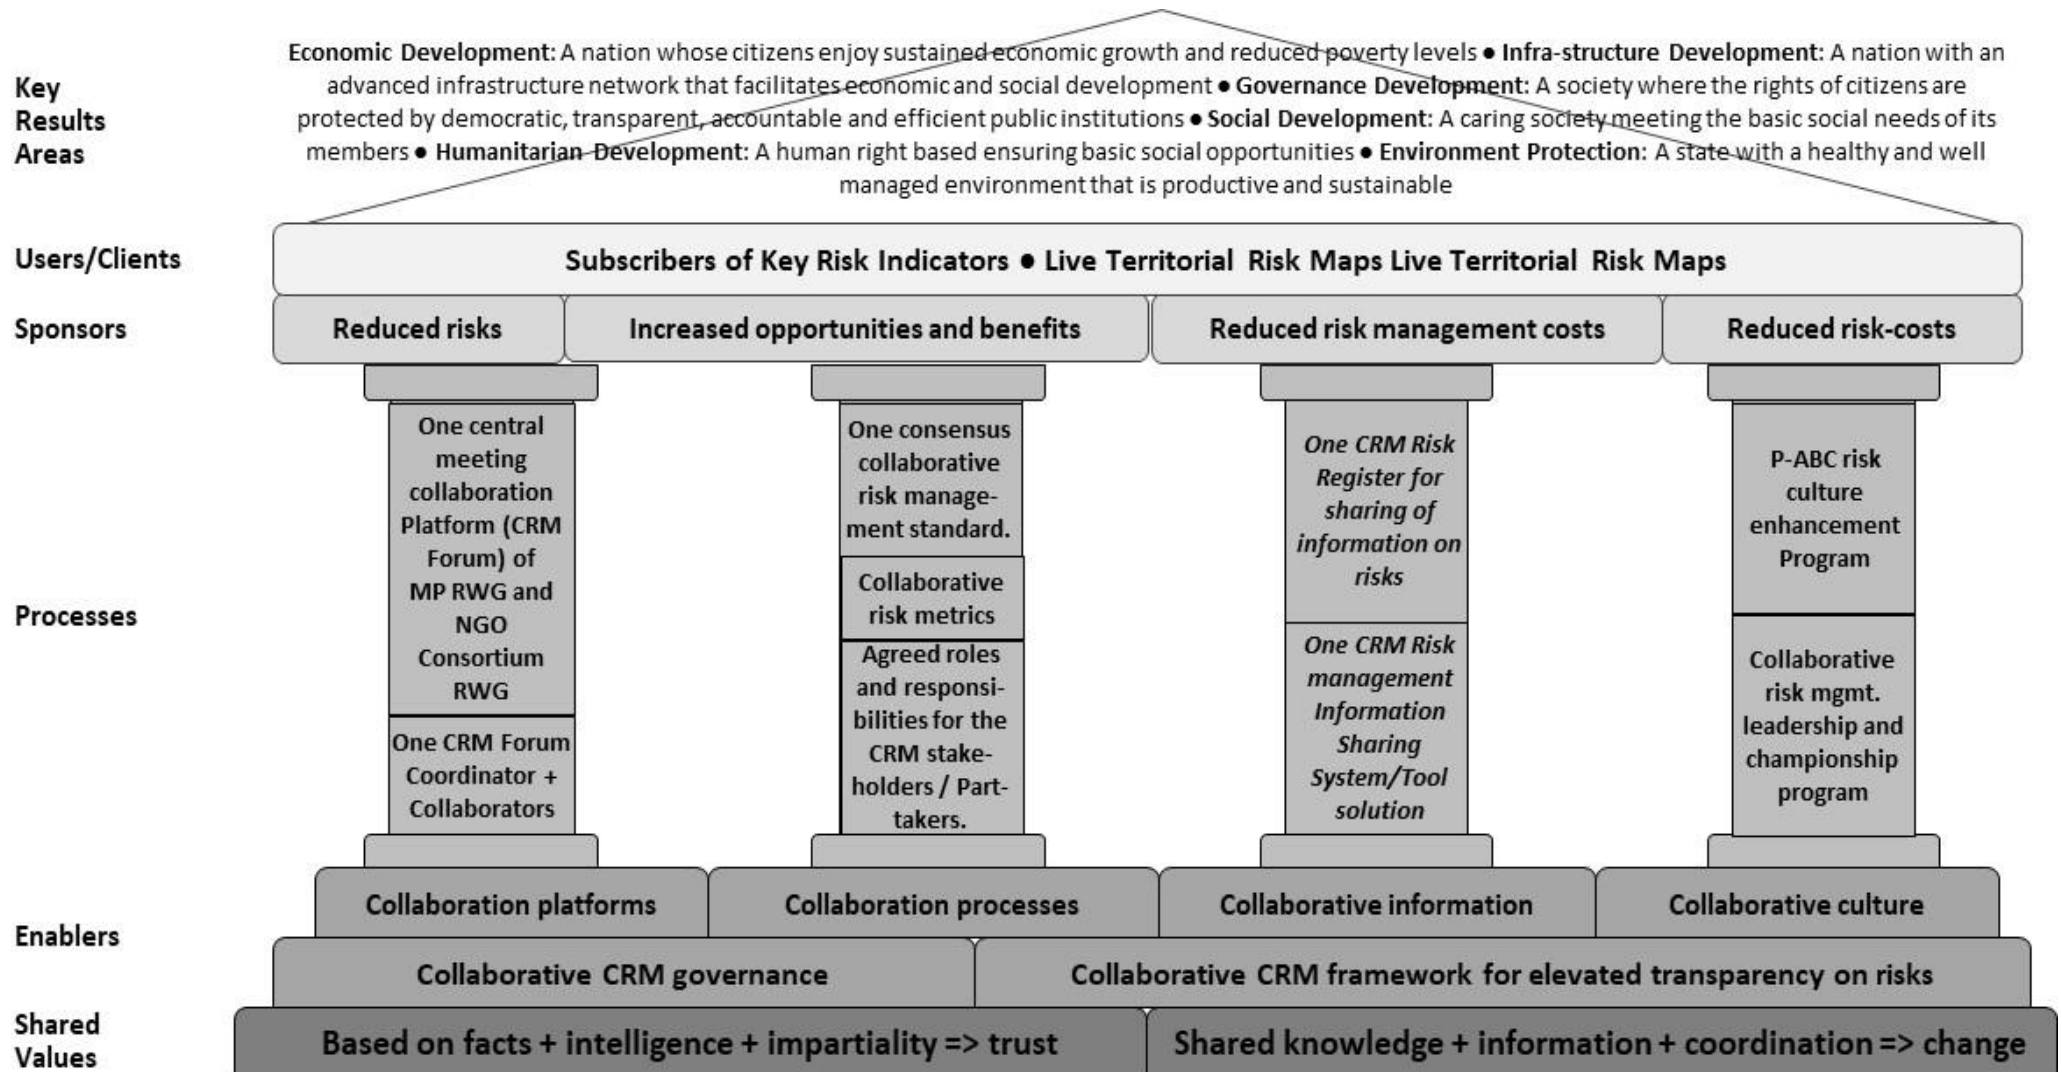 Key
Results
Areas
Economic Development: A nation whose citizens enjoy sustained economic growth and reduced poverty levels ● Infra-structure Development: A nation with an
advanced infrastructure network that facilitates economic and social development ● Governance Development: A society where the rights of citizens are
protected by democratic, transparent, accountable and efficient public institutions ● Social Development: A caring society meeting the basic social needs of its
members ● Humanitarian Development: A human right based ensuring basic social opportunities ● Environment Protection: A state with a healthy and well
managed environment that is productive and sustainable
Users/Clients
Subscribers of Key Risk Indicators ● Live Territorial Risk Maps Live Territorial Risk Maps
Sponsors
Reduced risks
Increased opportunities and benefits
Reduced risk management costs
Reduced risk-costs
Processes
One central
meeting
collaboration
Platform (CRM
Forum) of
MP RWG and
NGO
Consortium
RWG
One CRM Forum
Coordinator +
Collaborators
One consensus
collaborative
risk manage-
ment standard.
Collaborative
risk metrics
Agreed roles
and responsi-
bilities for the
CRM stake-
holders / Part-
takers.
One CRM Risk
Register for
sharing of
information on
risks
One CRM Risk
management
Information
Sharing
System/Tool
solution
P-ABC risk
culture
enhancement
Program
Collaborative
risk mgmt.
leadership and
championship
program
Enablers
Collaboration platforms
Collaboration processes
Collaborative information
Collaborative culture
Collaborative CRM governance
Collaborative CRM framework for elevated transparency on risks
Shared
Values
Based on facts + intelligence + impartiality => trust
Shared knowledge + information + coordination => change